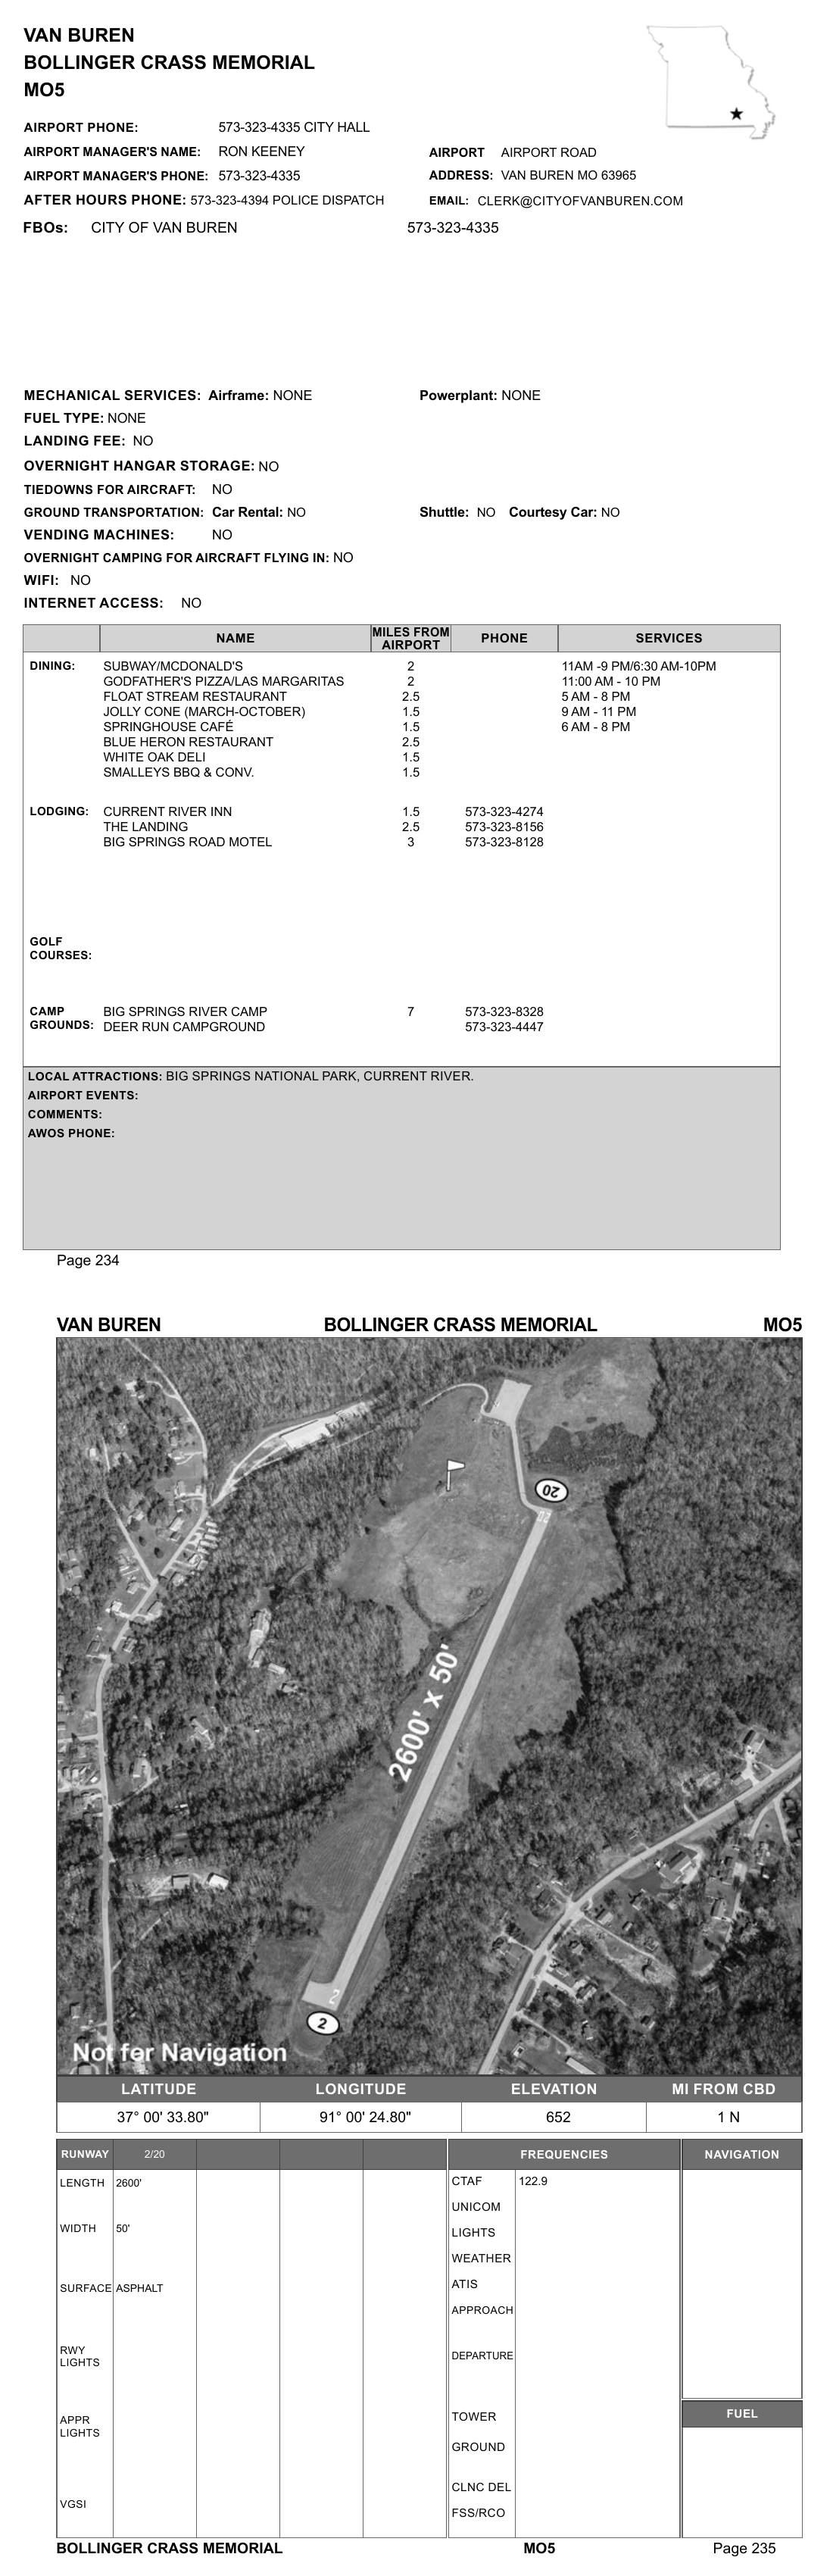 VAN BUREN
BOLLINGER CRASS MEMORIAL
MO5
AIRPORT PHONE: 573-323-4335 CITY HALL
AIRPORT MANAGER'S NAME: RON KEENEY AIRPORT AIRPORT ROAD
AIRPORT MANAGER'S PHONE: 573-323-4335 ADDRESS: VAN BUREN MO 63965
AFTER HOURS PHONE: 573-323-4394 POLICE DISPATCH EMAIL: CLERK@CITYOFVANBUREN.COM
FBOs: CITY OF VAN BUREN 573-323-4335
MECHANICAL SERVICES: Airframe: NONE Powerplant: NONE
FUEL TYPE: NONE
LANDING FEE: NO
OVERNIGHT HANGAR STORAGE: NO
TIEDOWNS FOR AIRCRAFT: NO
GROUND TRANSPORTATION: Car Rental: NO Shuttle: NO Courtesy Car: NO
VENDING MACHINES: NO
OVERNIGHT CAMPING FOR AIRCRAFT FLYING IN: NO
WIFI: NO
INTERNET ACCESS: NO
NAME MILES FROM AIRPORT PHONE SERVICES
DINING: SUBWAY/MCDONALD'S 2 11AM -9 PM/6:30 AM-10PM
GODFATHER'S PIZZA/LAS MARGARITAS 2 11:00 AM - 10 PM
FLOAT STREAM RESTAURANT 2.5 5 AM - 8 PM
JOLLY CONE (MARCH-OCTOBER) 1.5 9 AM - 11 PM
SPRINGHOUSE CAFÉ 1.5 6 AM - 8 PM
BLUE HERON RESTAURANT 2.5
WHITE OAK DELI 1.5
SMALLEYS BBQ & CONV. 1.5
LODGING: CURRENT RIVER INN 1.5 573-323-4274
THE LANDING 2.5 573-323-8156
BIG SPRINGS ROAD MOTEL 3 573-323-8128
GOLF
COURSES:
CAMP BIG SPRINGS RIVER CAMP 7 573-323-8328
GROUNDS: DEER RUN CAMPGROUND 573-323-4447
LOCAL ATTRACTIONS: BIG SPRINGS NATIONAL PARK, CURRENT RIVER.
AIRPORT EVENTS:
COMMENTS:
AWOS PHONE:
Page 234
VAN BUREN BOLLINGER CRASS MEMORIAL MO5
20
20
2600' x 50'
2
2
Not for Navigation
LATITUDE LONGITUDE ELEVATION MI FROM CBD
37° 00' 33.80" 91° 00' 24.80" 652 1 N
RUNWAY 2/20 FREQUENCIES NAVIGATION
LENGTH 2600' CTAF 122.9
UNICOM
WIDTH 50'
LIGHTS
WEATHER
ATIS
SURFACE ASPHALT
APPROACH
RWY
LIGHTS
DEPARTURE
FUEL
APPR
LIGHTS
TOWER
GROUND
CLNC DEL
VGSI
FSS/RCO
BOLLINGER CRASS MEMORIAL MO5 Page 235